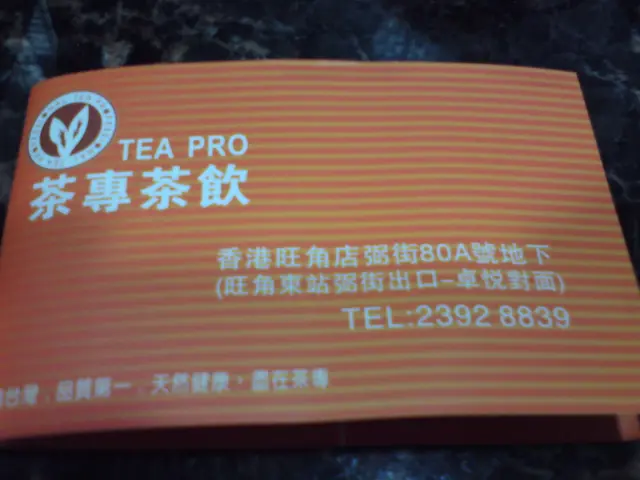 TEA PRO
茶專茶飲
香港旺角店弼街80A號地下
(旺角東站弼街出口-卓悅對面)
TEL:2392 8839
台灣，品質第一，天然健康，盡在茶專